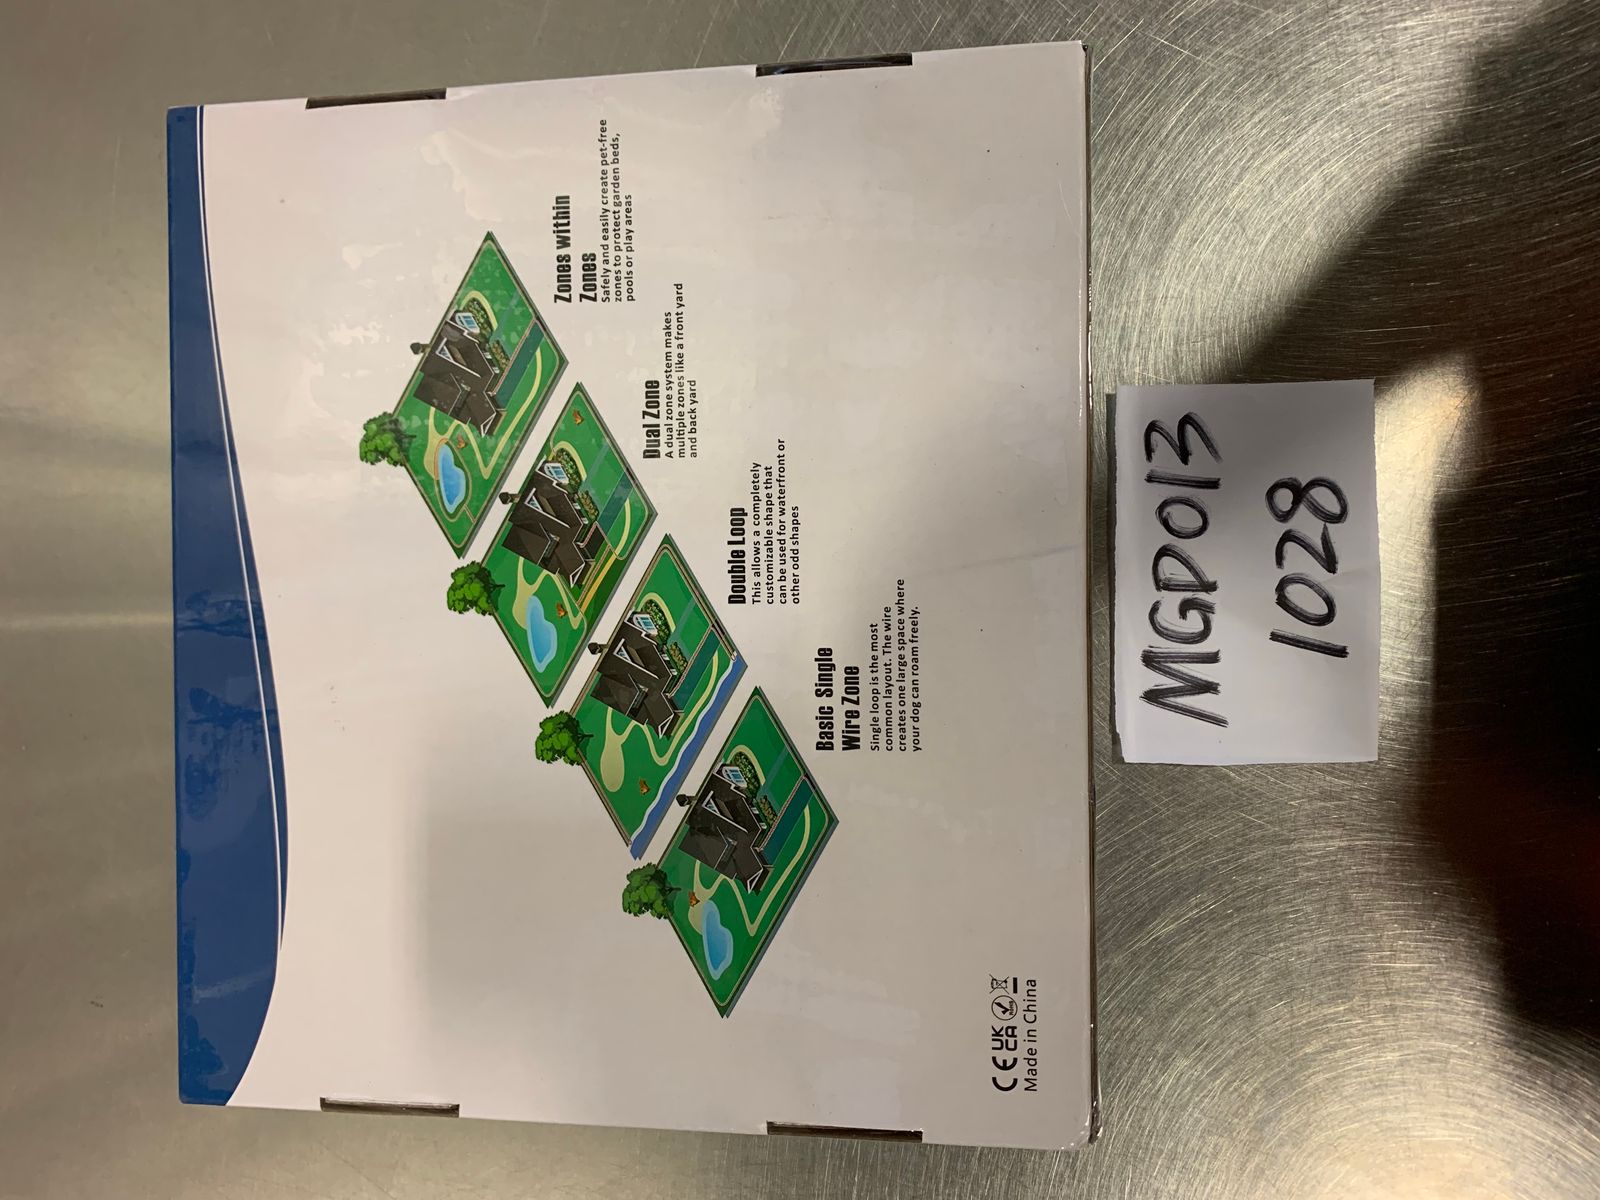 Zones within
Zones
Safely and easily create pet-free
zones to protect garden beds,
pools or play areas
Dual Zone
A dual zone system makes
multiple zones like a front yard
and back yard
Double Loop
This allows a completely
customizable shape that
can be used for waterfront or
other odd shapes
Basic Single
Wire Zone
Single loop is the most
common layout. The wire
creates one large space where
your dog can roam freely.
CE UK
CA
Made in China
MGPO13
1028